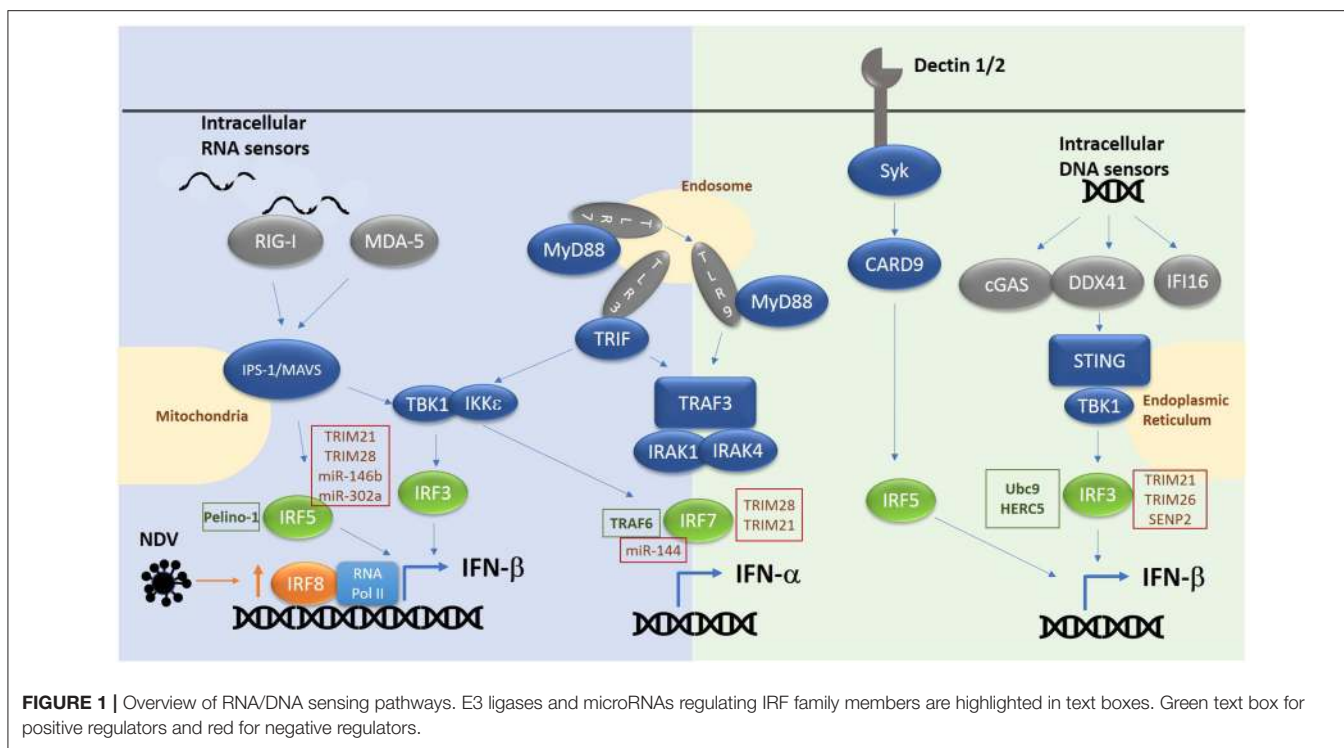 Dectin 1/2
Intracellular
RNA sensors
Intracellular
DNA sensors
Syk
Endosome
RIG-I
MDA-5
TLR7
MyD88
TLR3
TLR9
MyD88
CARD9
cGAS
DDX41
IFI16
TRIF
IPS-1/MAVS
STING
Mitochondria
TBK1
IKKε
TRAF3
TBK1
Endoplasmic
Reticulum
IRAK1
IRAK4
TRIM21
TRIM28
miR-146b
miR-302a
IRF3
Pelino-1
IRF5
TRAF6
IRF7
TRIM28
TRIM21
miR-144
IRF5
Ubc9
HERC5
IRF3
TRIM21
TRIM26
SENP2
NDV
IRF8
RNA
Pol II
IFN-β
IFN-α
IFN-β
FIGURE 1 | Overview of RNA/DNA sensing pathways. E3 ligases and microRNAs regulating IRF family members are highlighted in text boxes. Green text box for
positive regulators and red for negative regulators.